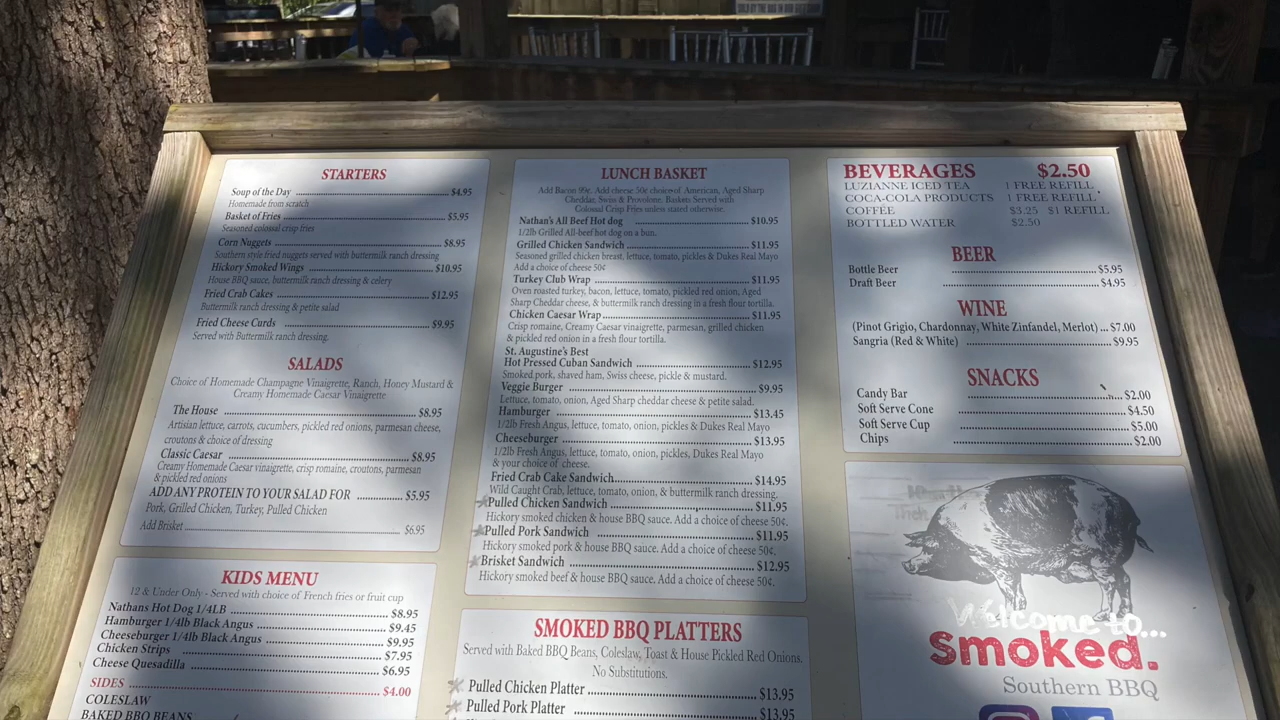 STARTERS
Soup of the Day $4.95
Homemade from scratch
Basket of Fries $5.95
Seasoned colossal crisp fries
Corn Nuggets $8.95
Southern style fried nuggets served with buttermilk ranch dressing
Hickory Smoked Wings $10.95
House BBQ sauce, buttermilk ranch dressing & celery
Fried Crab Cakes $12.95
Buttermilk ranch dressing & petite salad
Fried Cheese Curds $9.95
Served with Buttermilk ranch dressing.
SALADS
Choice of Homemade Champagne Vinaigrette, Ranch, Honey Mustard &
Creamy Homemade Caesar Vinaigrette
The House $8.95
Artisian lettuce, carrots, cucumbers, pickled red onions, parmesan cheese,
croutons & choice of dressing
Classic Caesar $8.95
Creamy Homemade Caesar vinaigrette, crisp romaine, croutons, parmesan
& pickled red onions
ADD ANY PROTEIN TO YOUR SALAD FOR $5.95
Pork, Grilled Chicken, Turkey, Pulled Chicken
Add Brisket $6.95
KIDS MENU
12 & Under Only - Served with choice of French fries or fruit cup
Nathans Hot Dog 1/4LB $8.95
Hamburger 1/4lb Black Angus $9.45
Cheeseburger 1/4lb Black Angus $9.95
Chicken Strips $7.95
Cheese Quesadilla $6.95
SIDES $4.00
COLESLAW
BAKED BBQ BEANS
LUNCH BASKET
Add Bacon 99¢. Add cheese 50¢ choice of American, Aged Sharp
Cheddar, Swiss & Provolone. Baskets Served with
Colossal Crisp Fries unless stated otherwise.
Nathan's All Beef Hot dog $10.95
1/2lb Grilled All-beef hot dog on a bun.
Grilled Chicken Sandwich $11.95
Seasoned grilled chicken breast, lettuce, tomato, pickles & Dukes Real Mayo
Add a choice of cheese 50¢
Turkey Club Wrap $11.95
Oven roasted turkey, bacon, lettuce, tomato, pickled red onion, Aged
Sharp Cheddar cheese, & buttermilk ranch dressing in a fresh flour tortilla.
Chicken Caesar Wrap $11.95
Crisp romaine, Creamy Caesar vinaigrette, parmesan, grilled chicken
& pickled red onion in a fresh flour tortilla.
St. Augustine's Best
Hot Pressed Cuban Sandwich $12.95
Smoked pork, shaved ham, Swiss cheese, pickle & mustard.
Veggie Burger $9.95
Lettuce, tomato, onion, Aged Sharp cheddar cheese & petite salad.
Hamburger $13.45
1/2lb Fresh Angus, lettuce, tomato, onion, pickles & Dukes Real Mayo
Cheeseburger $13.95
1/2lb Fresh Angus, lettuce, tomato, onion, pickles, Dukes Real Mayo
& your choice of cheese.
Fried Crab Cake Sandwich $14.95
Wild Caught Crab, lettuce, tomato, onion, & buttermilk ranch dressing.
Pulled Chicken Sandwich $11.95
Hickory smoked chicken & house BBQ sauce. Add a choice of cheese 50¢.
Pulled Pork Sandwich $11.95
Hickory smoked pork & house BBQ sauce. Add a choice of cheese 50¢.
Brisket Sandwich $12.95
Hickory smoked beef & house BBQ sauce. Add a choice of cheese 50¢.
SMOKED BBQ PLATTERS
Served with Baked BBQ Beans, Coleslaw, Toast & House Pickled Red Onions.
No Substitutions.
Pulled Chicken Platter $13.95
Pulled Pork Platter $13.95
BEVERAGES $2.50
LUZIANNE ICED TEA 1 FREE REFILL
COCA-COLA PRODUCTS 1 FREE REFILL
COFFEE $3.25 $1 REFILL
BOTTLED WATER $2.50
BEER
Bottle Beer $5.95
Draft Beer $4.95
WINE
(Pinot Grigio, Chardonnay, White Zinfandel, Merlot) $7.00
Sangria (Red & White) $9.95
SNACKS
Candy Bar $2.00
Soft Serve Cone $4.50
Soft Serve Cup $5.00
Chips $2.00
Welcome to...
smoked.
Southern BBQ